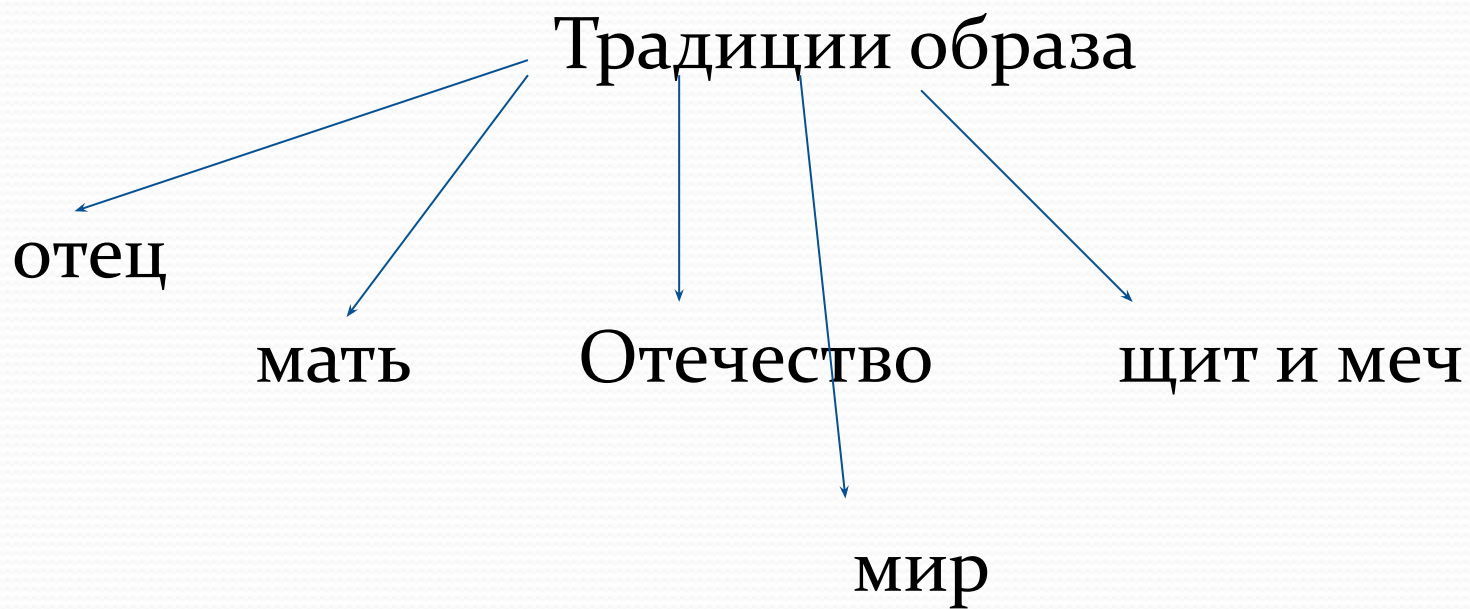 Традиции образа
отец
мать
Отечество
щит и меч
мир